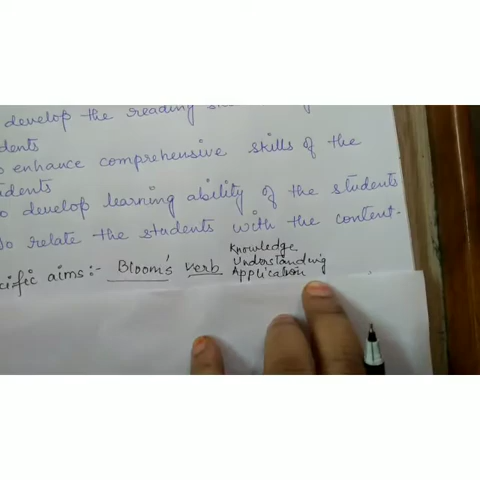 develop the reading
dents
o enhance comprehensive skills of the
udents
o develop learning ability of the students
To relate the students with the content.
cific aims :- Bloom's verb
Knowledge
Understanding
Application